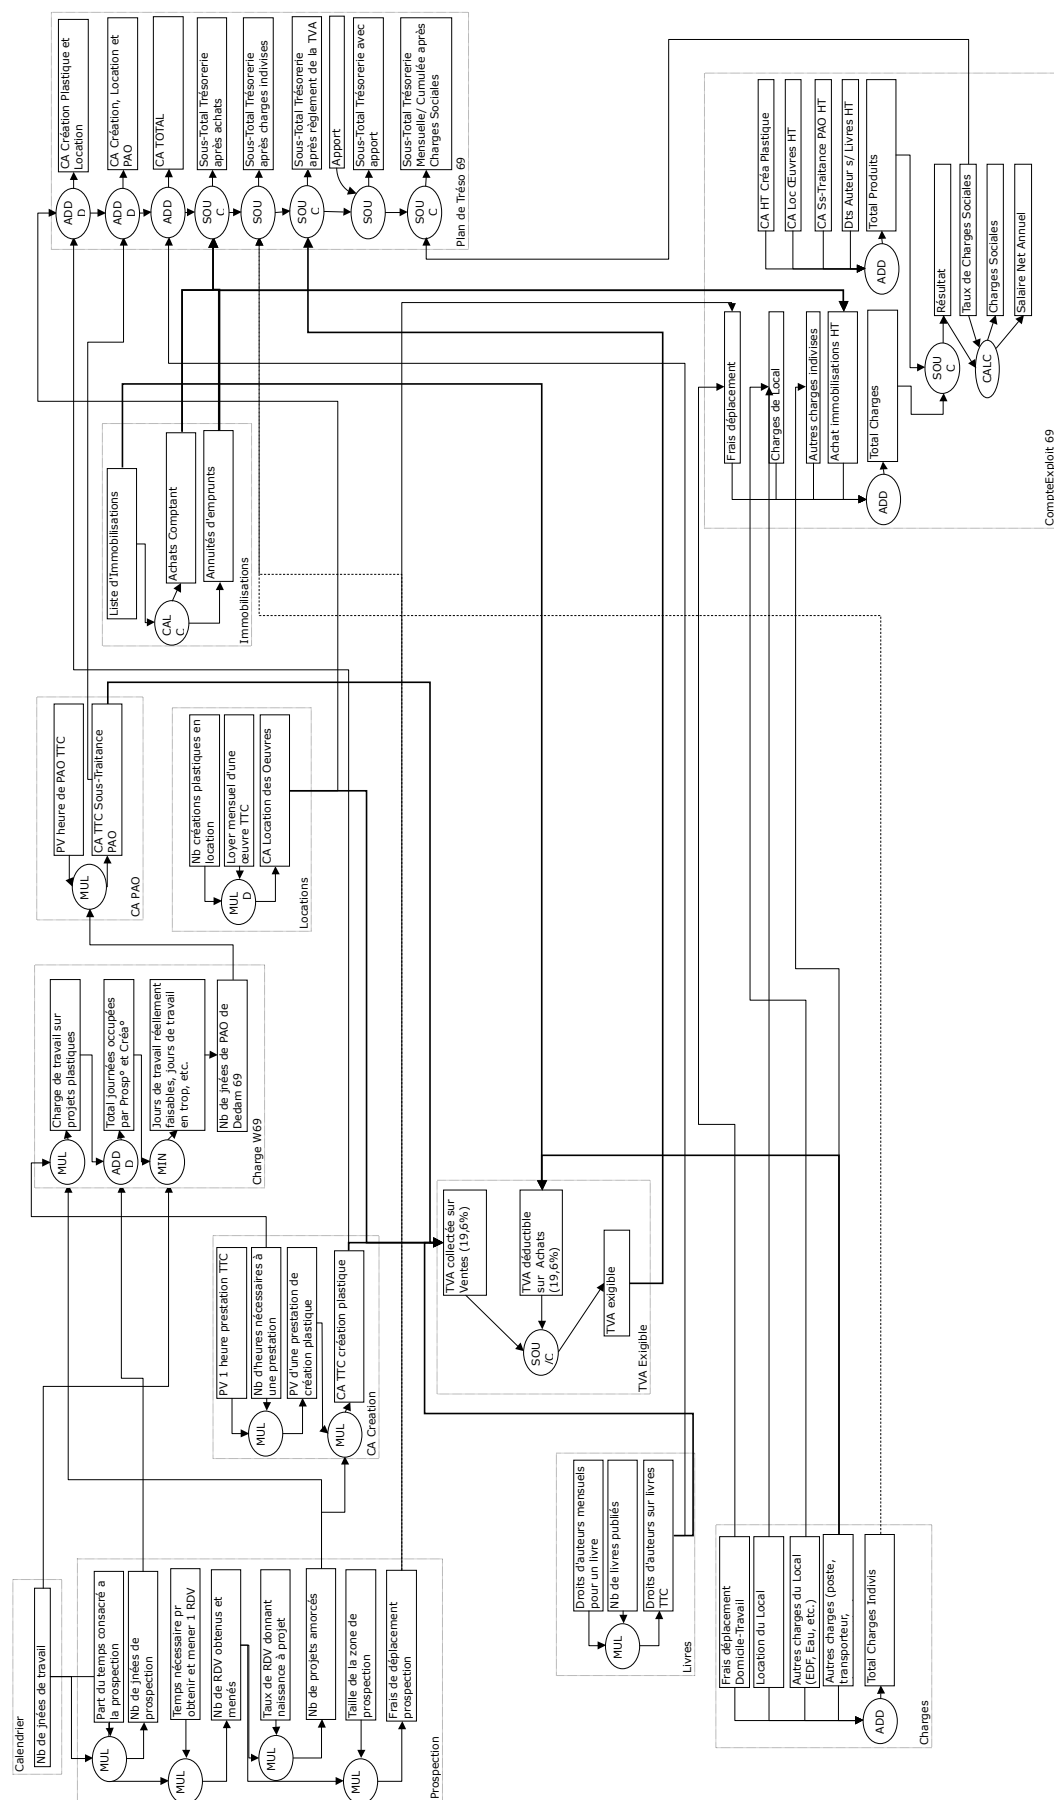 Calendrier
Nb de jnées de travail
MUL
Part du temps consacré a
la prospection
Nb de jnées de
prospection
MUL
Temps nécessaire pr
obtenir et mener 1 RDV
Nb de RDV obtenus et
menés
MUL
Taux de RDV donnant
naissance à projet
Nb de projets amorcés
MUL
Taille de la zone de
prospection
Frais de déplacement
prospection
Prospection
MUL
Charge de travail sur
projets plastiques
ADD
D
Total journées occupées
par Prosp° et Créa°
MIN
Jours de travail réellement
faisables, jours de travail
en trop, etc.
Nb de jnées de PAO de
Dedam 69
Charge W69
PV 1 heure prestation TTC
MUL
Nb d'heures nécessaires à
une prestation
PV d'une prestation de
création plastique
MUL
CA TTC création plastique
CA Creation
PV heure de PAO TTC
MUL
CA TTC Sous-Traitance
PAO
CA PAO
Nb créations plastiques en
location
MUL
D
Loyer mensuel d'une
œuvre TTC
CA Location des Oeuvres
Locations
Liste d'Immobilisations
CAL
C
Achats Comptant
Annuités d'emprunts
Immobilisations
ADD
D
CA Création Plastique et
Location
ADD
D
CA Création, Location et
PAO
ADD
CA TOTAL
SOU
C
Sous-Total Trésorerie
après achats
SOU
Sous-Total Trésorerie
après charges indivises
SOU
C
Sous-Total Trésorerie
après règlement de la TVA
Apport
SOU
Sous-Total Trésorerie avec
apport
SOU
C
Sous-Total Trésorerie
Mensuelle/ Cumulée après
Charges Sociales
Plan de Tréso 69
TVA collectée sur
Ventes (19,6%)
TVA déductible
sur Achats
(19,6%)
SOU
/C
TVA exigible
TVA Exigible
Droits d'auteurs mensuels
pour un livre
MUL
Nb de livres publiés
Droits d'auteurs sur livres
TTC
Livres
Frais déplacement
Domicile-Travail
Location du Local
Autres charges du Local
(EDF, Eau, etc.)
Autres charges (poste,
transporteur,
ADD
Total Charges Indivis
Charges
Frais déplacement
Charges de Local
Autres charges indivises
Achat immobilisations HT
ADD
Total Charges
CA HT Créa Plastique
CA Loc Œuvres HT
CA Ss-Traitance PAO HT
Dts Auteur s/ Livres HT
ADD
Total Produits
SOU
C
Résultat
Taux de Charges Sociales
CALC
Charges Sociales
Salaire Net Annuel
CompteExploit 69